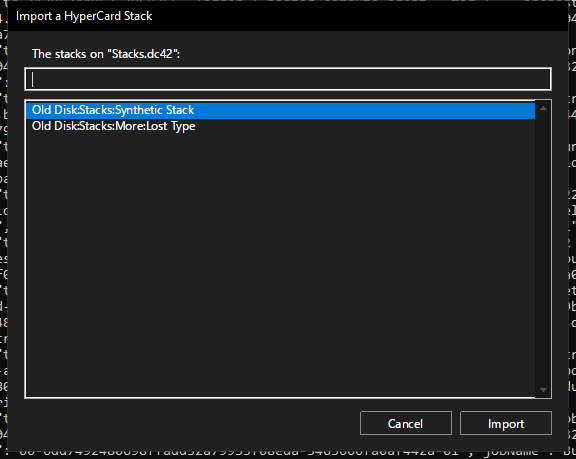 Import a HyperCard Stack
The stacks on "Stacks.dc42":
Old Disk:Stacks:Synthetic Stack
Old Disk:Stacks:More:Lost Type
Cancel
Import